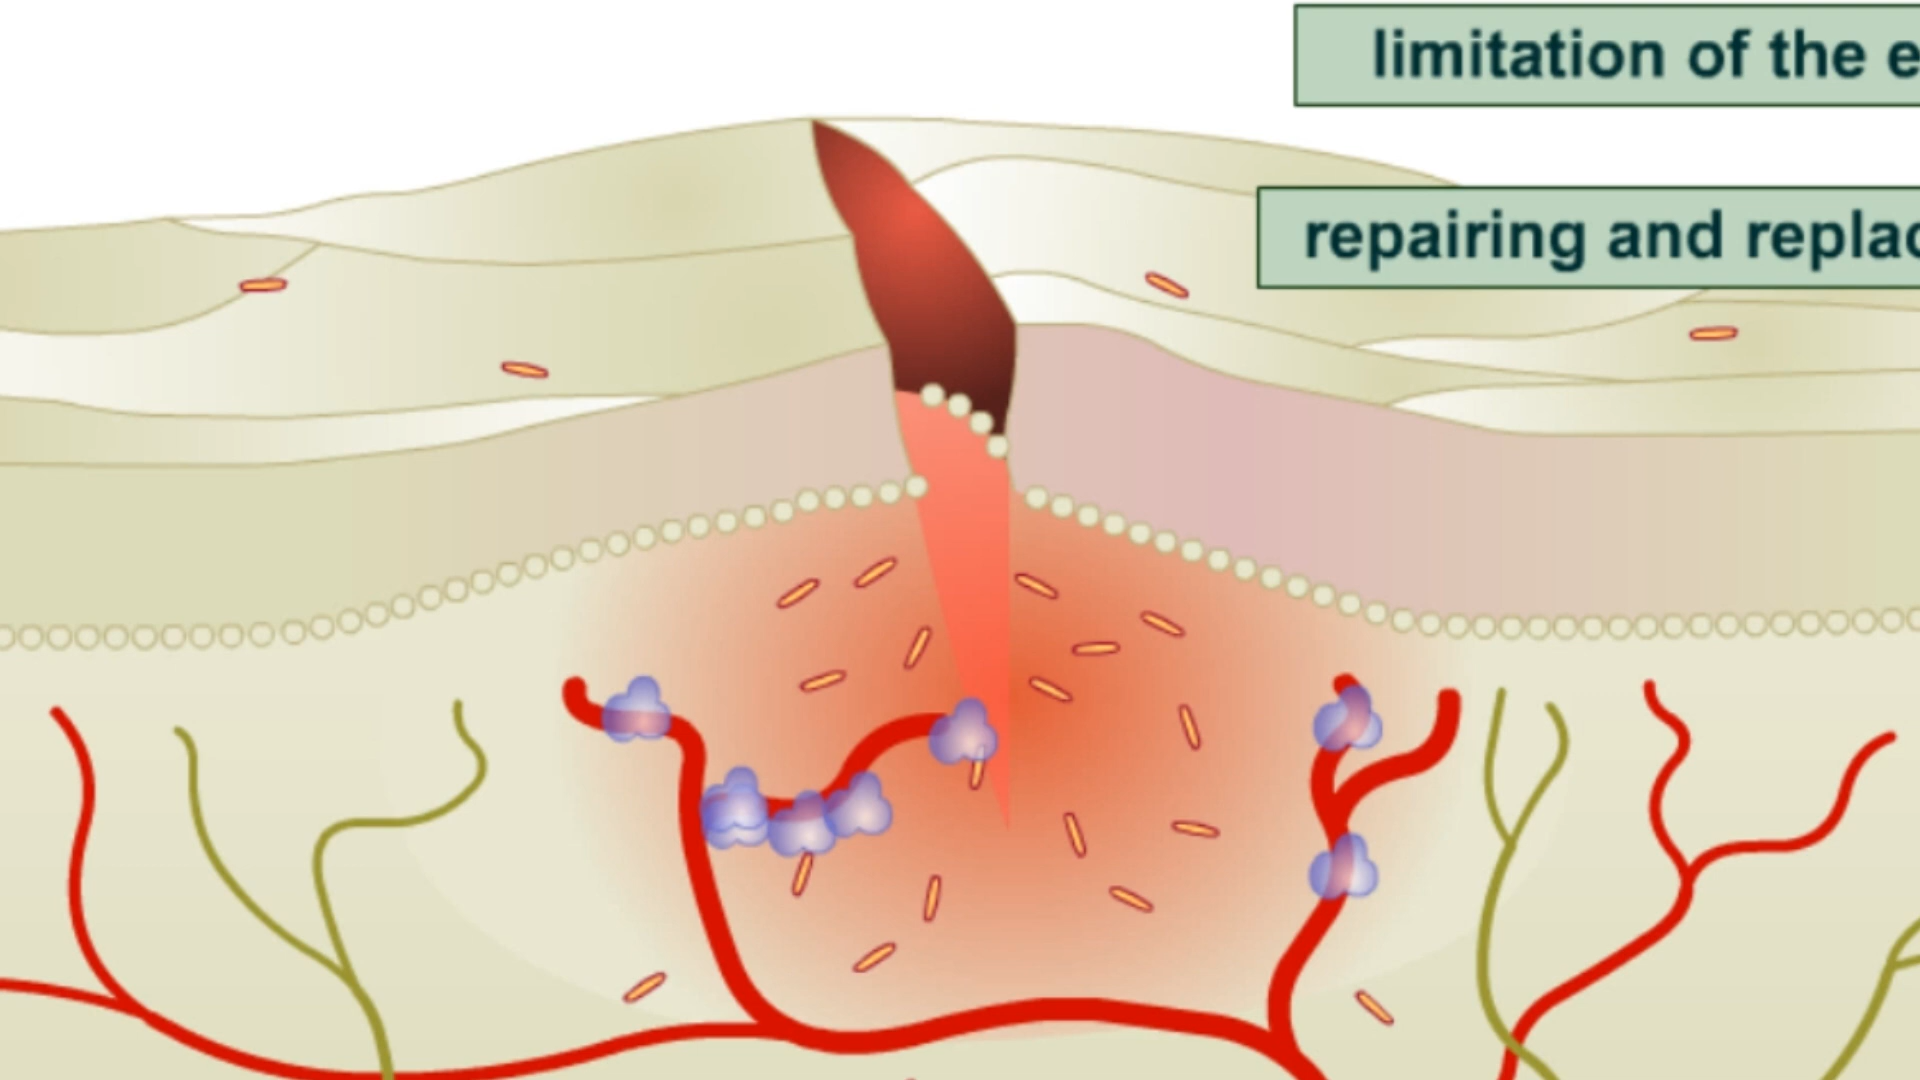 limitation of the
repairing and